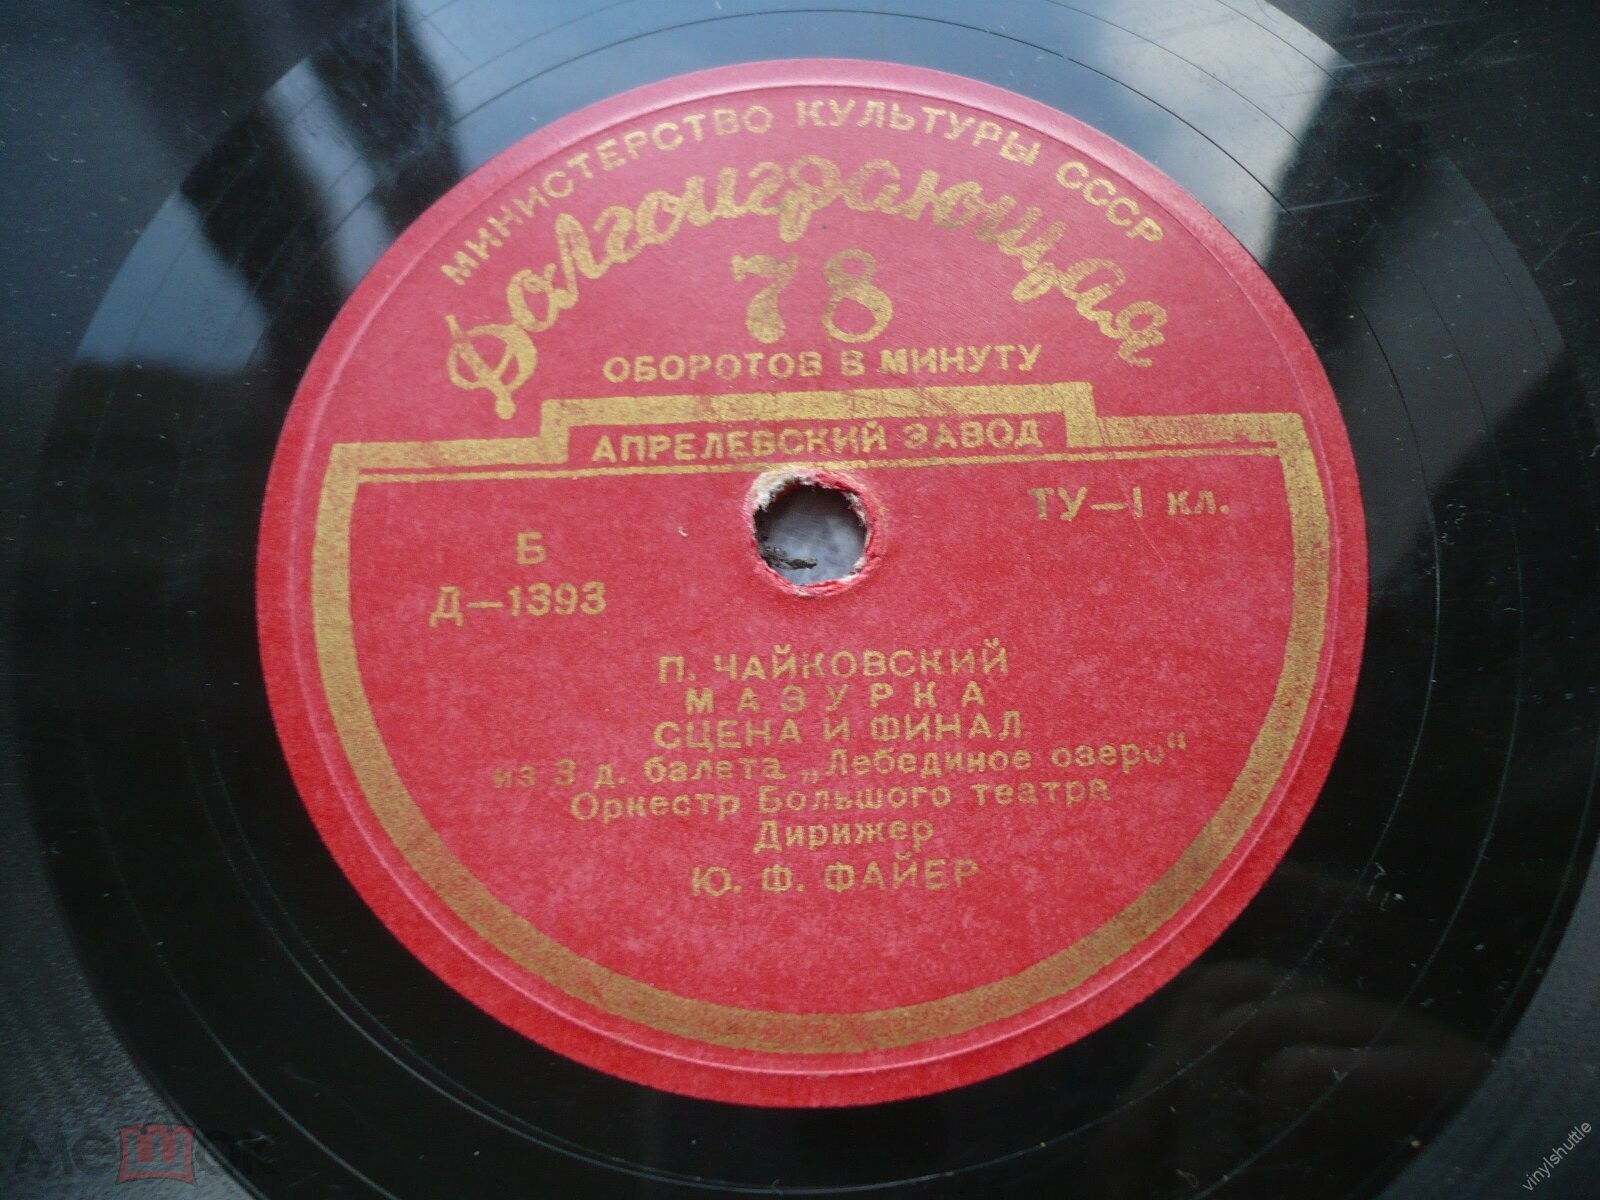 МИНИСТЕРСТВО КУЛЬТУРЫ СССР
Долгоиграющая
78
ОБОРОТОВ В МИНУТУ
АПРЕЛЕВСКИЙ ЗАВОД
ТУ—I кл.
Б
Д—1393
П. ЧАЙКОВСКИЙ
МАЗУРКА
СЦЕНА И ФИНАЛ
из 3 д. балета „Лебединое озеро“
Оркестр Большого театра
Дирижер
Ю. Ф. ФАЙЕР
vinylshuttle